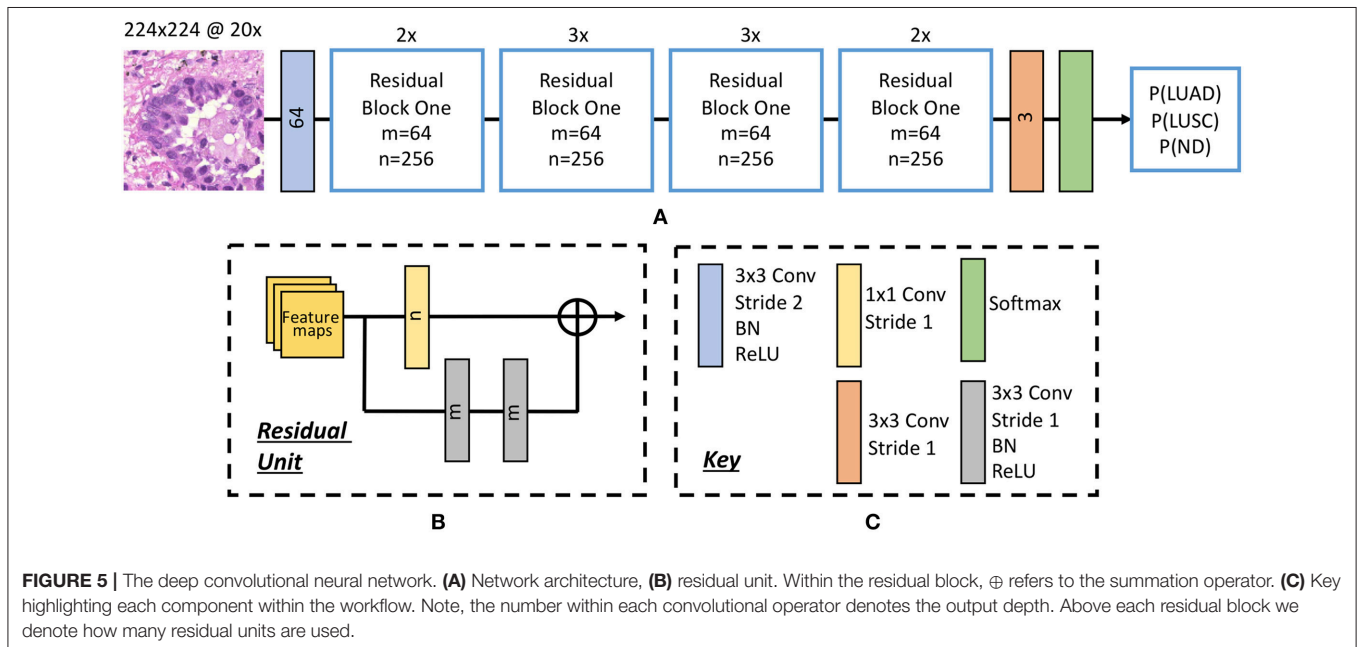 224x224 @ 20x
2x
3x
3x
2x
64
Residual
Block One
m=64
n=256
Residual
Block One
m=64
n=256
Residual
Block One
m=64
n=256
Residual
Block One
m=64
n=256
3
P(LUAD)
P(LUSC)
P(ND)
A
Feature
maps
n
m
m
Residual
Unit
B
3x3 Conv
Stride 2
BN
ReLU
1x1 Conv
Stride 1
Softmax
3x3 Conv
Stride 1
3x3 Conv
Stride 1
BN
ReLU
Key
C
FIGURE 5 | The deep convolutional neural network. (A) Network architecture, (B) residual unit. Within the residual block, ⊕ refers to the summation operator. (C) Key
highlighting each component within the workflow. Note, the number within each convolutional operator denotes the output depth. Above each residual block we
denote how many residual units are used.